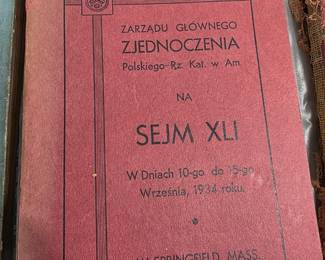 ZARZĄDU GŁÓWNEGO
ZJEDNOCZENIA
Polskiego-Rz. Kat. w Am.
NA
SEJM XLI
W Dniach 10-go do 15-go
Września, 1934 roku.
SPRINGFIELD, MASS.